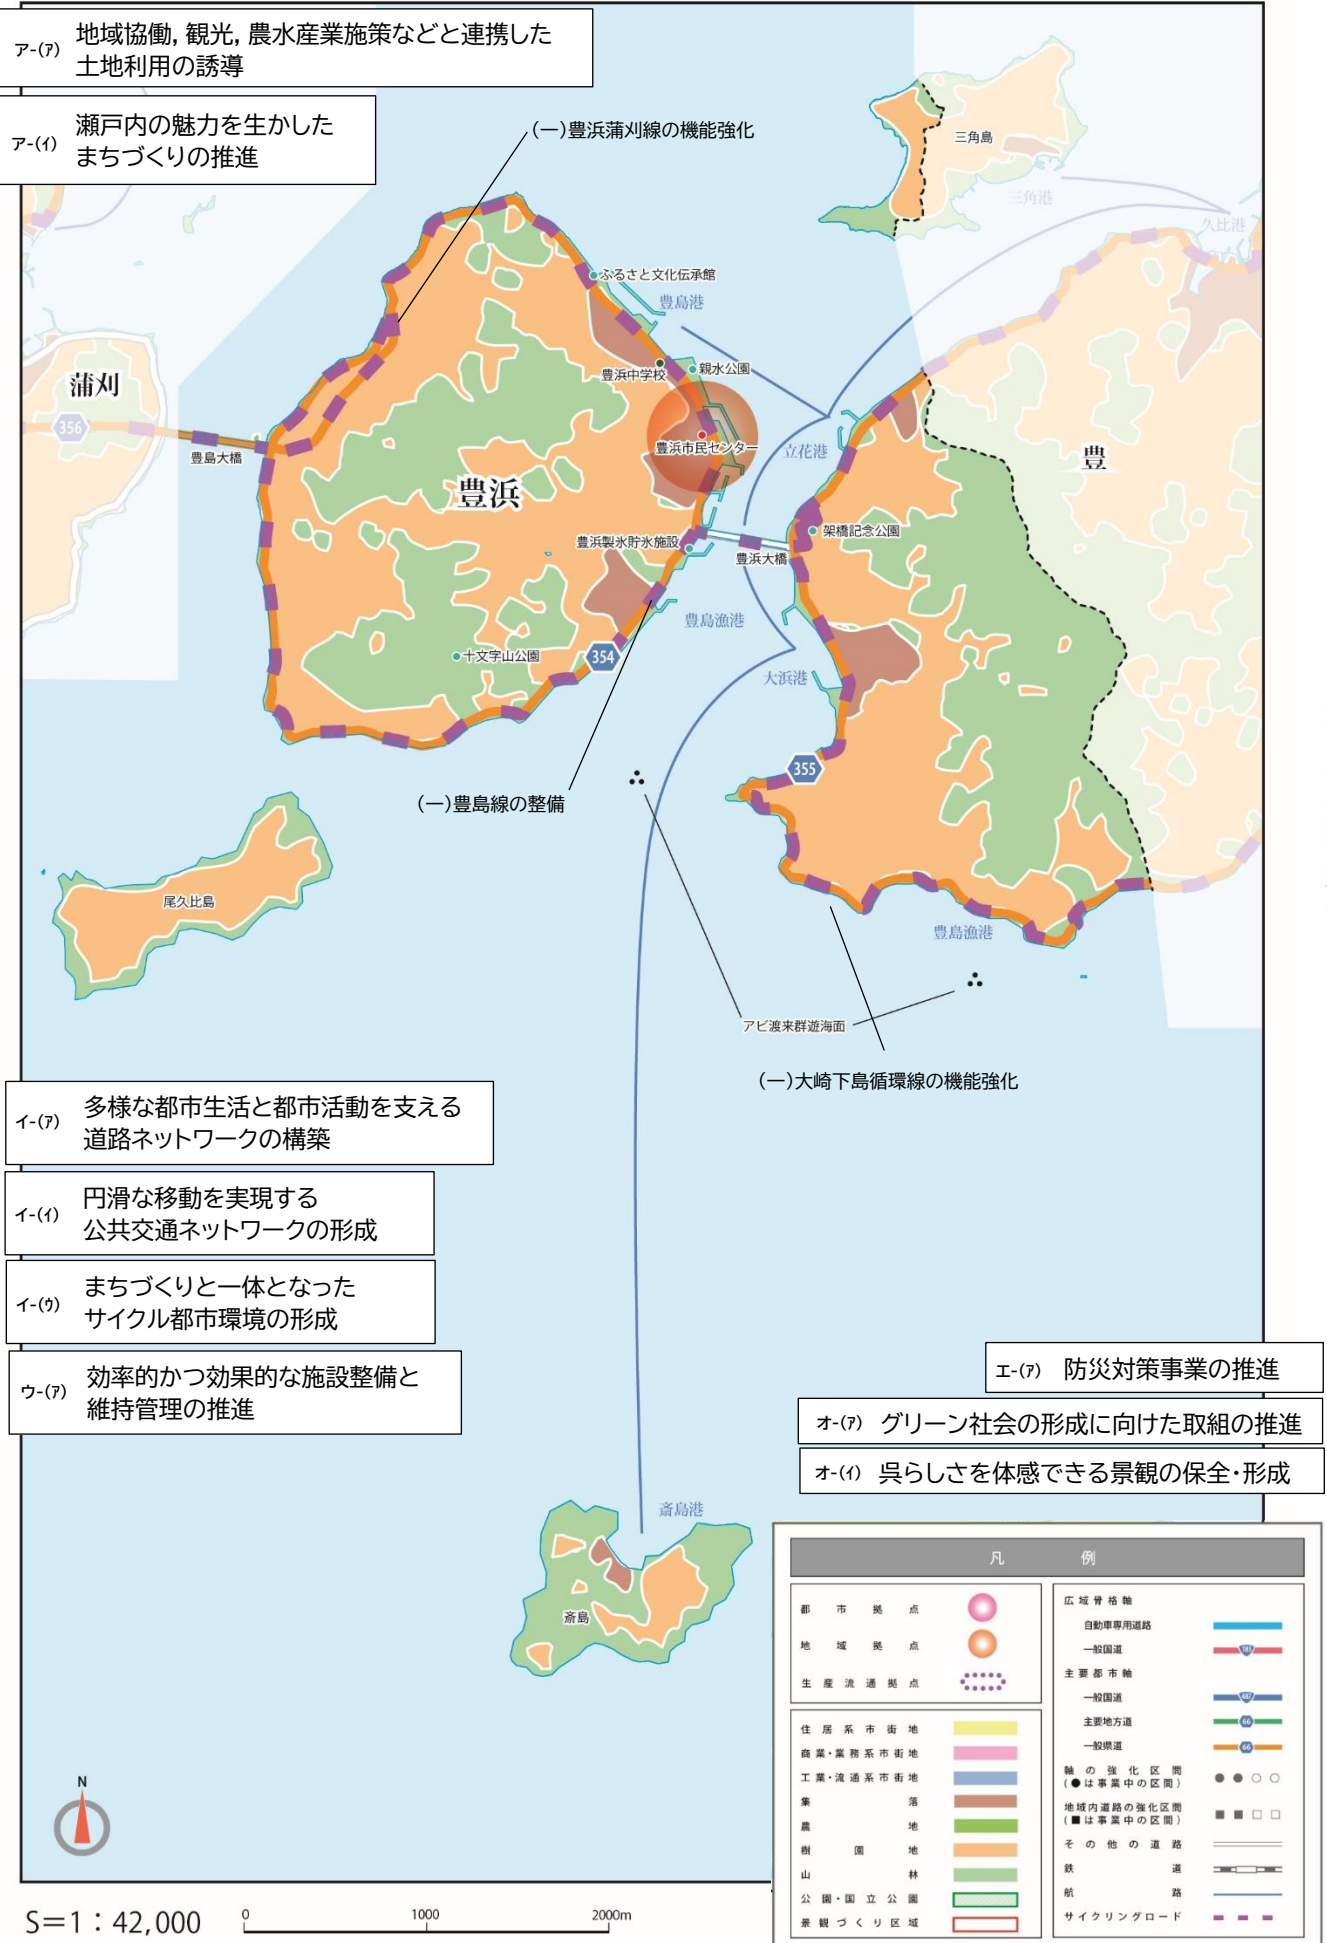 ア-(ア) 地域協働, 観光, 農水産業施策などと連携した
土地利用の誘導
ア-(イ) 瀬戸内の魅力を生かした
まちづくりの推進
(一)豊浜蒲刈線の機能強化
三角島
三角港
久比港
ふるさと文化伝承館
豊島港
豊浜中学校
親水公園
蒲刈
356
豊島大橋
豊浜市民センター
立花港
豊
豊浜
架橋記念公園
豊浜製氷貯氷施設
豊浜大橋
豊島漁港
十文字山公園
354
大浜港
355
(一)豊島線の整備
尾久比島
豊島漁港
アビ渡来群遊海面
(一)大崎下島循環線の機能強化
イ-(ア) 多様な都市生活と都市活動を支える
道路ネットワークの構築
イ-(イ) 円滑な移動を実現する
公共交通ネットワークの形成
イ-(ウ) まちづくりと一体となった
サイクル都市環境の形成
ウ-(ア) 効率的かつ効果的な施設整備と
維持管理の推進
エ-(ア) 防災対策事業の推進
オ-(ア) グリーン社会の形成に向けた取組の推進
オ-(イ) 呉らしさを体感できる景観の保全・形成
斎島港
斎島
凡例
都市拠点
地域拠点
生産流通拠点
住居系市街地
商業・業務系市街地
工業・流通系市街地
集落
農地
樹園地
山林
公園・国立公園
景観づくり区域
広域骨格軸
自動車専用道路
一般国道 185
主要都市軸
一般国道 487
主要地方道 66
一般県道 66
軸の強化区間
(●は事業中の区間)
地域内道路の強化区間
(■は事業中の区間)
その他の道路
鉄道
航路
サイクリングロード
N
S=1：42,000
0 1000 2000m